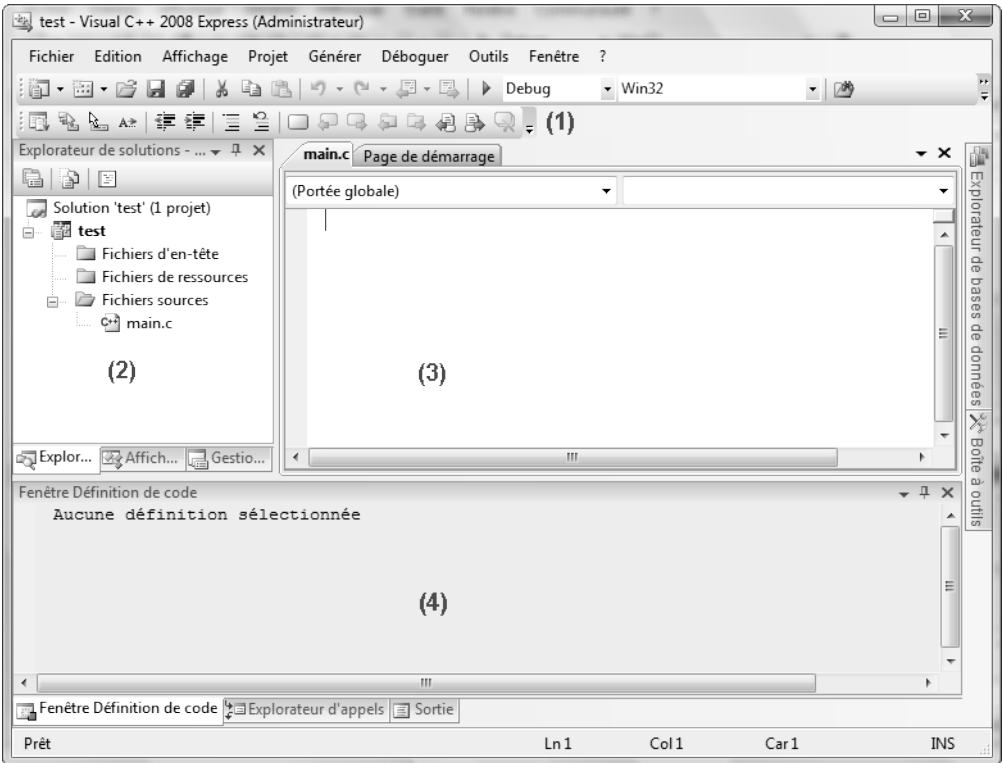 test - Visual C++ 2008 Express (Administrateur)
Fichier Edition Affichage Projet Générer Déboguer Outils Fenêtre ?
Debug Win32
(1)
Explorateur de solutions - ...
main.c Page de démarrage
(Portée globale)
Solution 'test' (1 projet)
test
Fichiers d'en-tête
Fichiers de ressources
Fichiers sources
main.c
(2)
(3)
Explor... Affich... Gestio...
Explorateur de bases de données
Boîte à outils
Fenêtre Définition de code
Aucune définition sélectionnée
(4)
Fenêtre Définition de code Explorateur d'appels Sortie
Prêt Ln 1 Col 1 Car 1 INS